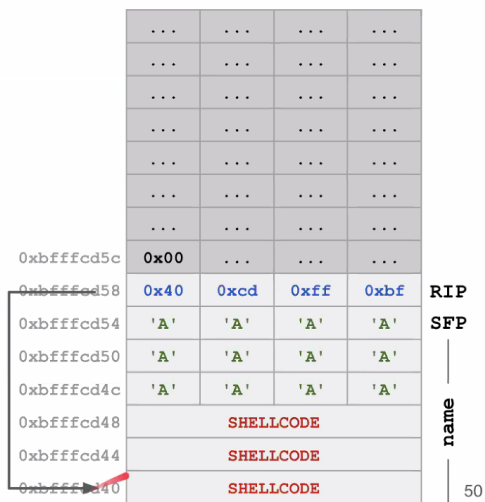 ... ... ... ...
... ... ... ...
... ... ... ...
... ... ... ...
... ... ... ...
... ... ... ...
... ... ... ...
0xbfffcd5c 0x00 ... ... ...
0xbfffcd58 0x40 0xcd 0xff 0xbf RIP
0xbfffcd54 'A' 'A' 'A' 'A' SFP
0xbfffcd50 'A' 'A' 'A' 'A'
0xbfffcd4c 'A' 'A' 'A' 'A'
name
0xbfffcd48 SHELLCODE
0xbfffcd44 SHELLCODE
0xbfffcd40 SHELLCODE
50